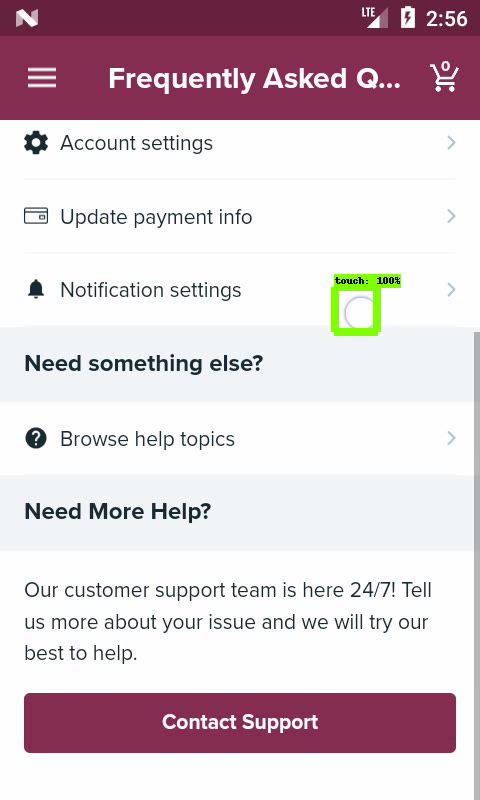 LTE
2:56
Frequently Asked Q...
0
Account settings
Update payment info
touch: 100%
Notification settings
Need something else?
Browse help topics
Need More Help?
Our customer support team is here 24/7! Tell
us more about your issue and we will try our
best to help.
Contact Support